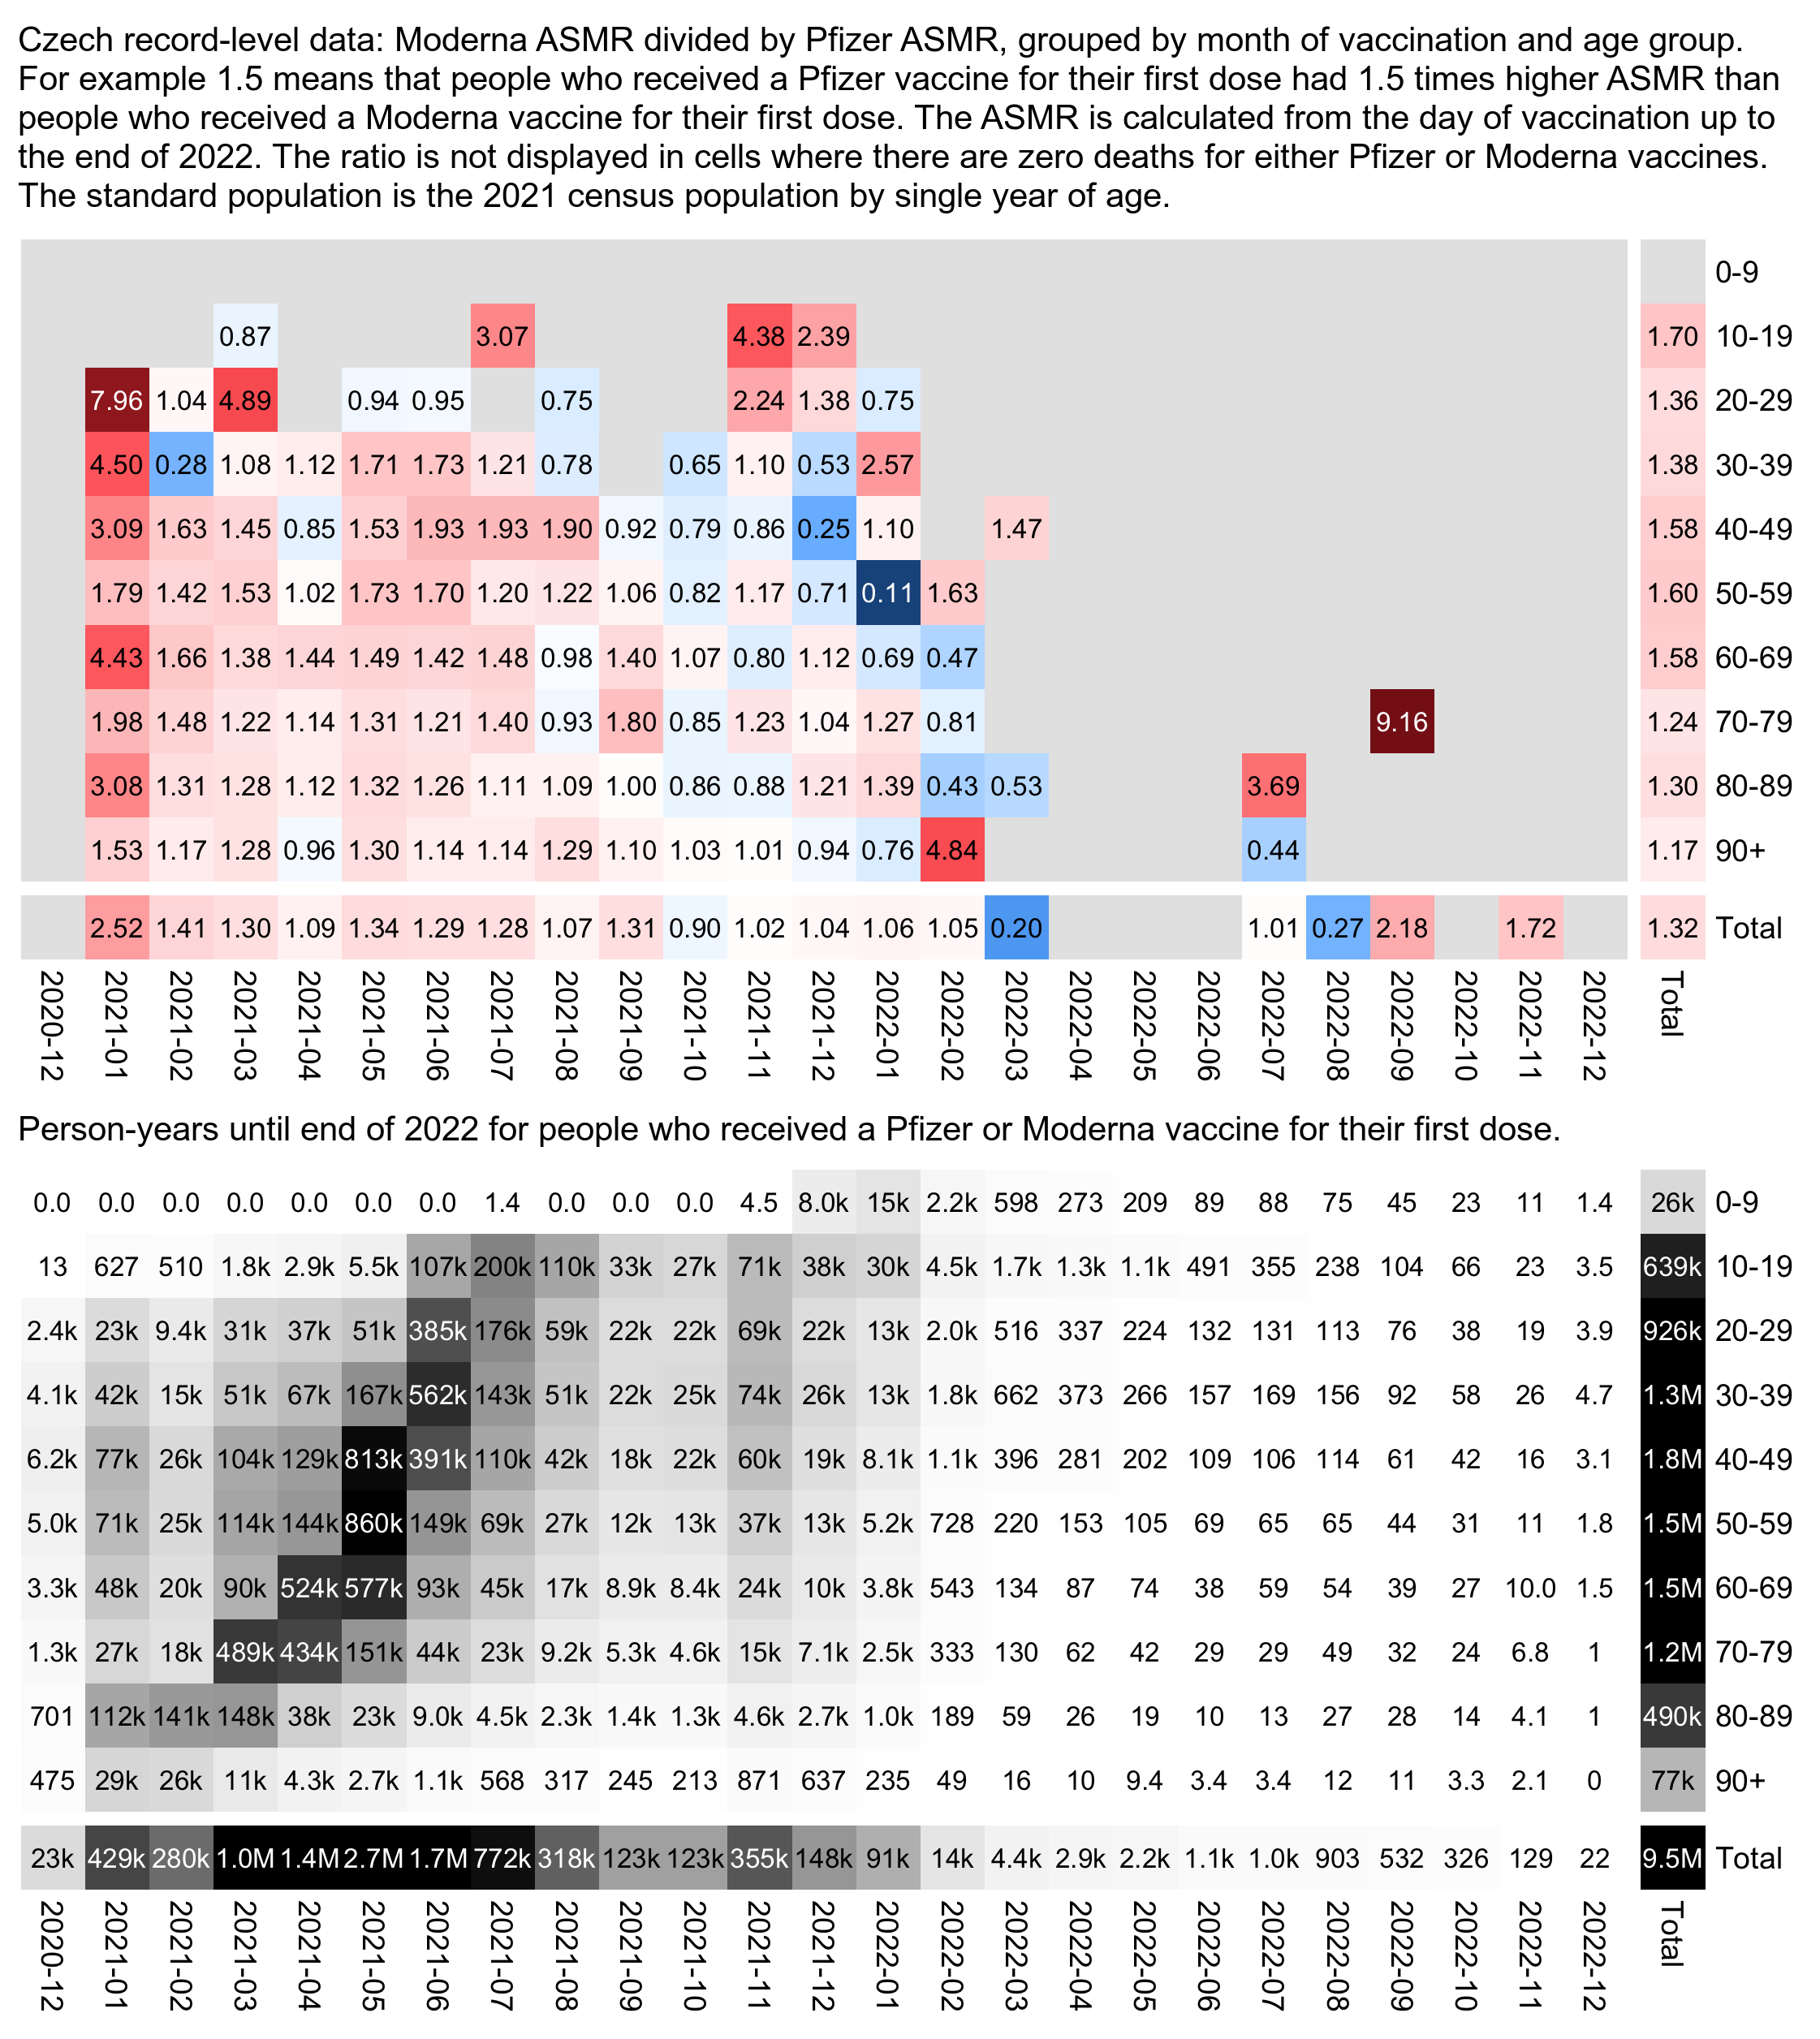 Czech record-level data: Moderna ASMR divided by Pfizer ASMR, grouped by month of vaccination and age group.
For example 1.5 means that people who received a Pfizer vaccine for their first dose had 1.5 times higher ASMR than
people who received a Moderna vaccine for their first dose. The ASMR is calculated from the day of vaccination up to
the end of 2022. The ratio is not displayed in cells where there are zero deaths for either Pfizer or Moderna vaccines.
The standard population is the 2021 census population by single year of age.
0-9
0.87 3.07 4.38 2.39 1.70 10-19
7.96 1.04 4.89 0.94 0.95 0.75 2.24 1.38 0.75 1.36 20-29
4.50 0.28 1.08 1.12 1.71 1.73 1.21 0.78 0.65 1.10 0.53 2.57 1.38 30-39
3.09 1.63 1.45 0.85 1.53 1.93 1.93 1.90 0.92 0.79 0.86 0.25 1.10 1.47 1.58 40-49
1.79 1.42 1.53 1.02 1.73 1.70 1.20 1.22 1.06 0.82 1.17 0.71 0.11 1.63 1.60 50-59
4.43 1.66 1.38 1.44 1.49 1.42 1.48 0.98 1.40 1.07 0.80 1.12 0.69 0.47 1.58 60-69
1.98 1.48 1.22 1.14 1.31 1.21 1.40 0.93 1.80 0.85 1.23 1.04 1.27 0.81 9.16 1.24 70-79
3.08 1.31 1.28 1.12 1.32 1.26 1.11 1.09 1.00 0.86 0.88 1.21 1.39 0.43 0.53 3.69 1.30 80-89
1.53 1.17 1.28 0.96 1.30 1.14 1.14 1.29 1.10 1.03 1.01 0.94 0.76 4.84 0.44 1.17 90+
2.52 1.41 1.30 1.09 1.34 1.29 1.28 1.07 1.31 0.90 1.02 1.04 1.06 1.05 0.20 1.01 0.27 2.18 1.72 1.32 Total
2020-12 2021-01 2021-02 2021-03 2021-04 2021-05 2021-06 2021-07 2021-08 2021-09 2021-10 2021-11 2021-12 2022-01 2022-02 2022-03 2022-04 2022-05 2022-06 2022-07 2022-08 2022-09 2022-10 2022-11 2022-12 Total
Person-years until end of 2022 for people who received a Pfizer or Moderna vaccine for their first dose.
0.0 0.0 0.0 0.0 0.0 0.0 0.0 1.4 0.0 0.0 0.0 4.5 8.0k 15k 2.2k 598 273 209 89 88 75 45 23 11 1.4 26k 0-9
13 627 510 1.8k 2.9k 5.5k 107k 200k 110k 33k 27k 71k 38k 30k 4.5k 1.7k 1.3k 1.1k 491 355 238 104 66 23 3.5 639k 10-19
2.4k 23k 9.4k 31k 37k 51k 385k 176k 59k 22k 22k 69k 22k 13k 2.0k 516 337 224 132 131 113 76 38 19 3.9 926k 20-29
4.1k 42k 15k 51k 67k 167k 562k 143k 51k 22k 25k 74k 26k 13k 1.8k 662 373 266 157 169 156 92 58 26 4.7 1.3M 30-39
6.2k 77k 26k 104k 129k 813k 391k 110k 42k 18k 22k 60k 19k 8.1k 1.1k 396 281 202 109 106 114 61 42 16 3.1 1.8M 40-49
5.0k 71k 25k 114k 144k 860k 149k 69k 27k 12k 13k 37k 13k 5.2k 728 220 153 105 69 65 65 44 31 11 1.8 1.5M 50-59
3.3k 48k 20k 90k 524k 577k 93k 45k 17k 8.9k 8.4k 24k 10k 3.8k 543 134 87 74 38 59 54 39 27 10.0 1.5 1.5M 60-69
1.3k 27k 18k 489k 434k 151k 44k 23k 9.2k 5.3k 4.6k 15k 7.1k 2.5k 333 130 62 42 29 29 49 32 24 6.8 1 1.2M 70-79
701 112k 141k 148k 38k 23k 9.0k 4.5k 2.3k 1.4k 1.3k 4.6k 2.7k 1.0k 189 59 26 19 10 13 27 28 14 4.1 1 490k 80-89
475 29k 26k 11k 4.3k 2.7k 1.1k 568 317 245 213 871 637 235 49 16 10 9.4 3.4 3.4 12 11 3.3 2.1 0 77k 90+
23k 429k 280k 1.0M 1.4M 2.7M 1.7M 772k 318k 123k 123k 355k 148k 91k 14k 4.4k 2.9k 2.2k 1.1k 1.0k 903 532 326 129 22 9.5M Total
2020-12 2021-01 2021-02 2021-03 2021-04 2021-05 2021-06 2021-07 2021-08 2021-09 2021-10 2021-11 2021-12 2022-01 2022-02 2022-03 2022-04 2022-05 2022-06 2022-07 2022-08 2022-09 2022-10 2022-11 2022-12 Total